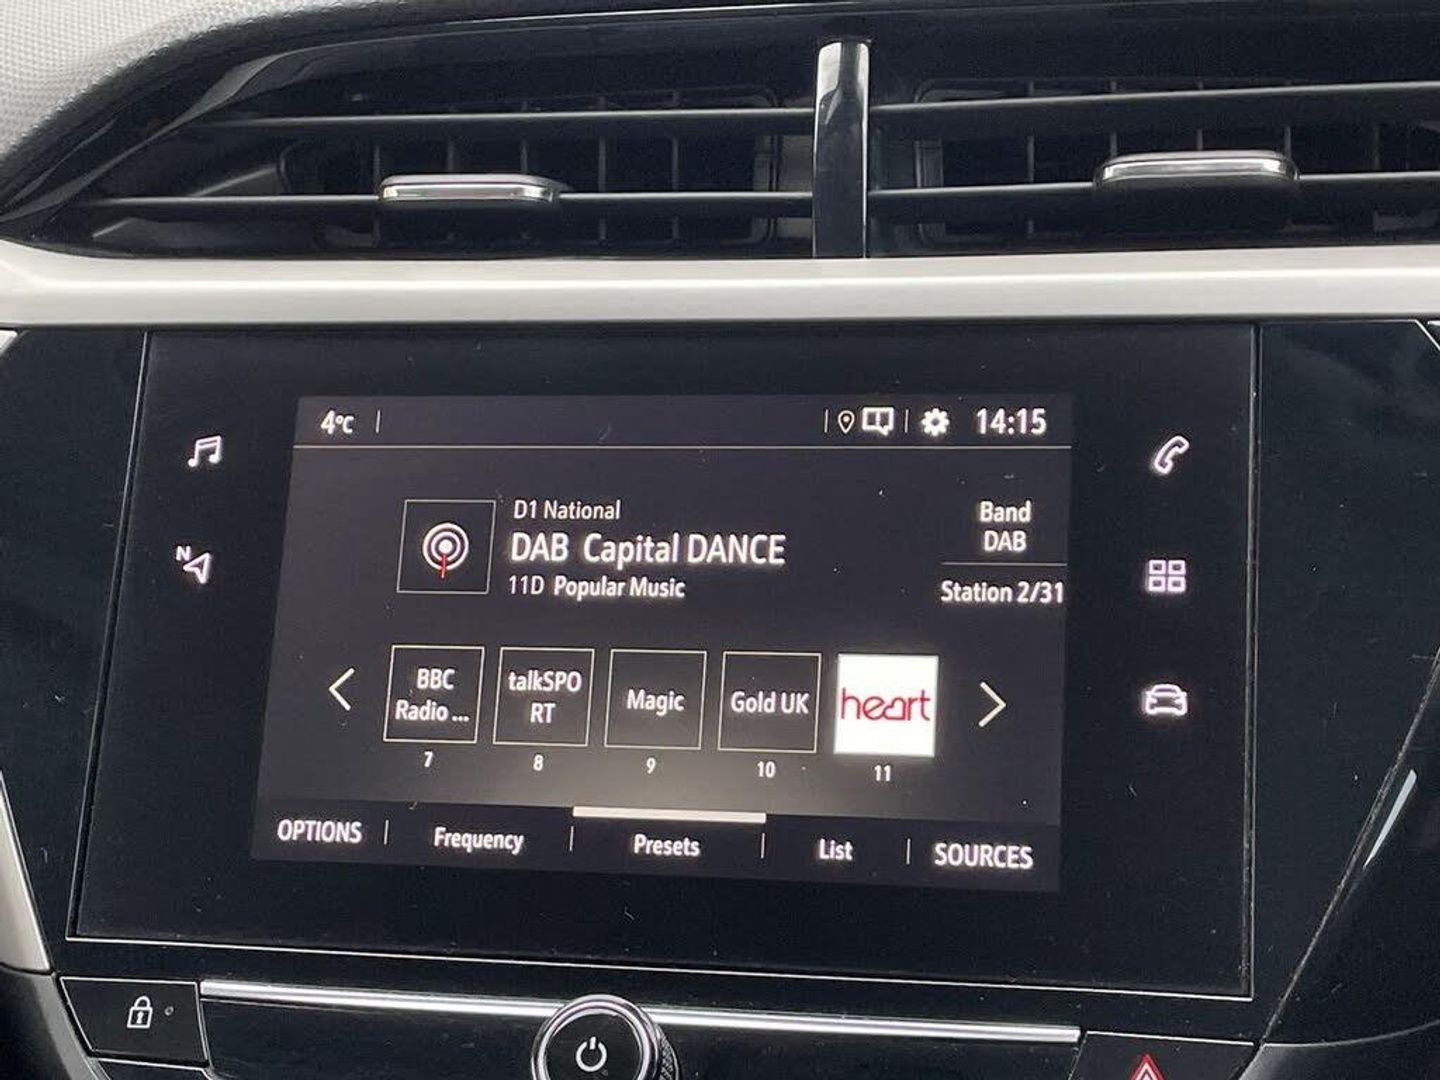 4°C
14:15
D1 National
DAB Capital DANCE
11D Popular Music
Band
DAB
Station 2/31
N
BBC
Radio ...
7
talkSPO
RT
8
Magic
9
Gold UK
10
heart
11
OPTIONS
Frequency
Presets
List
SOURCES